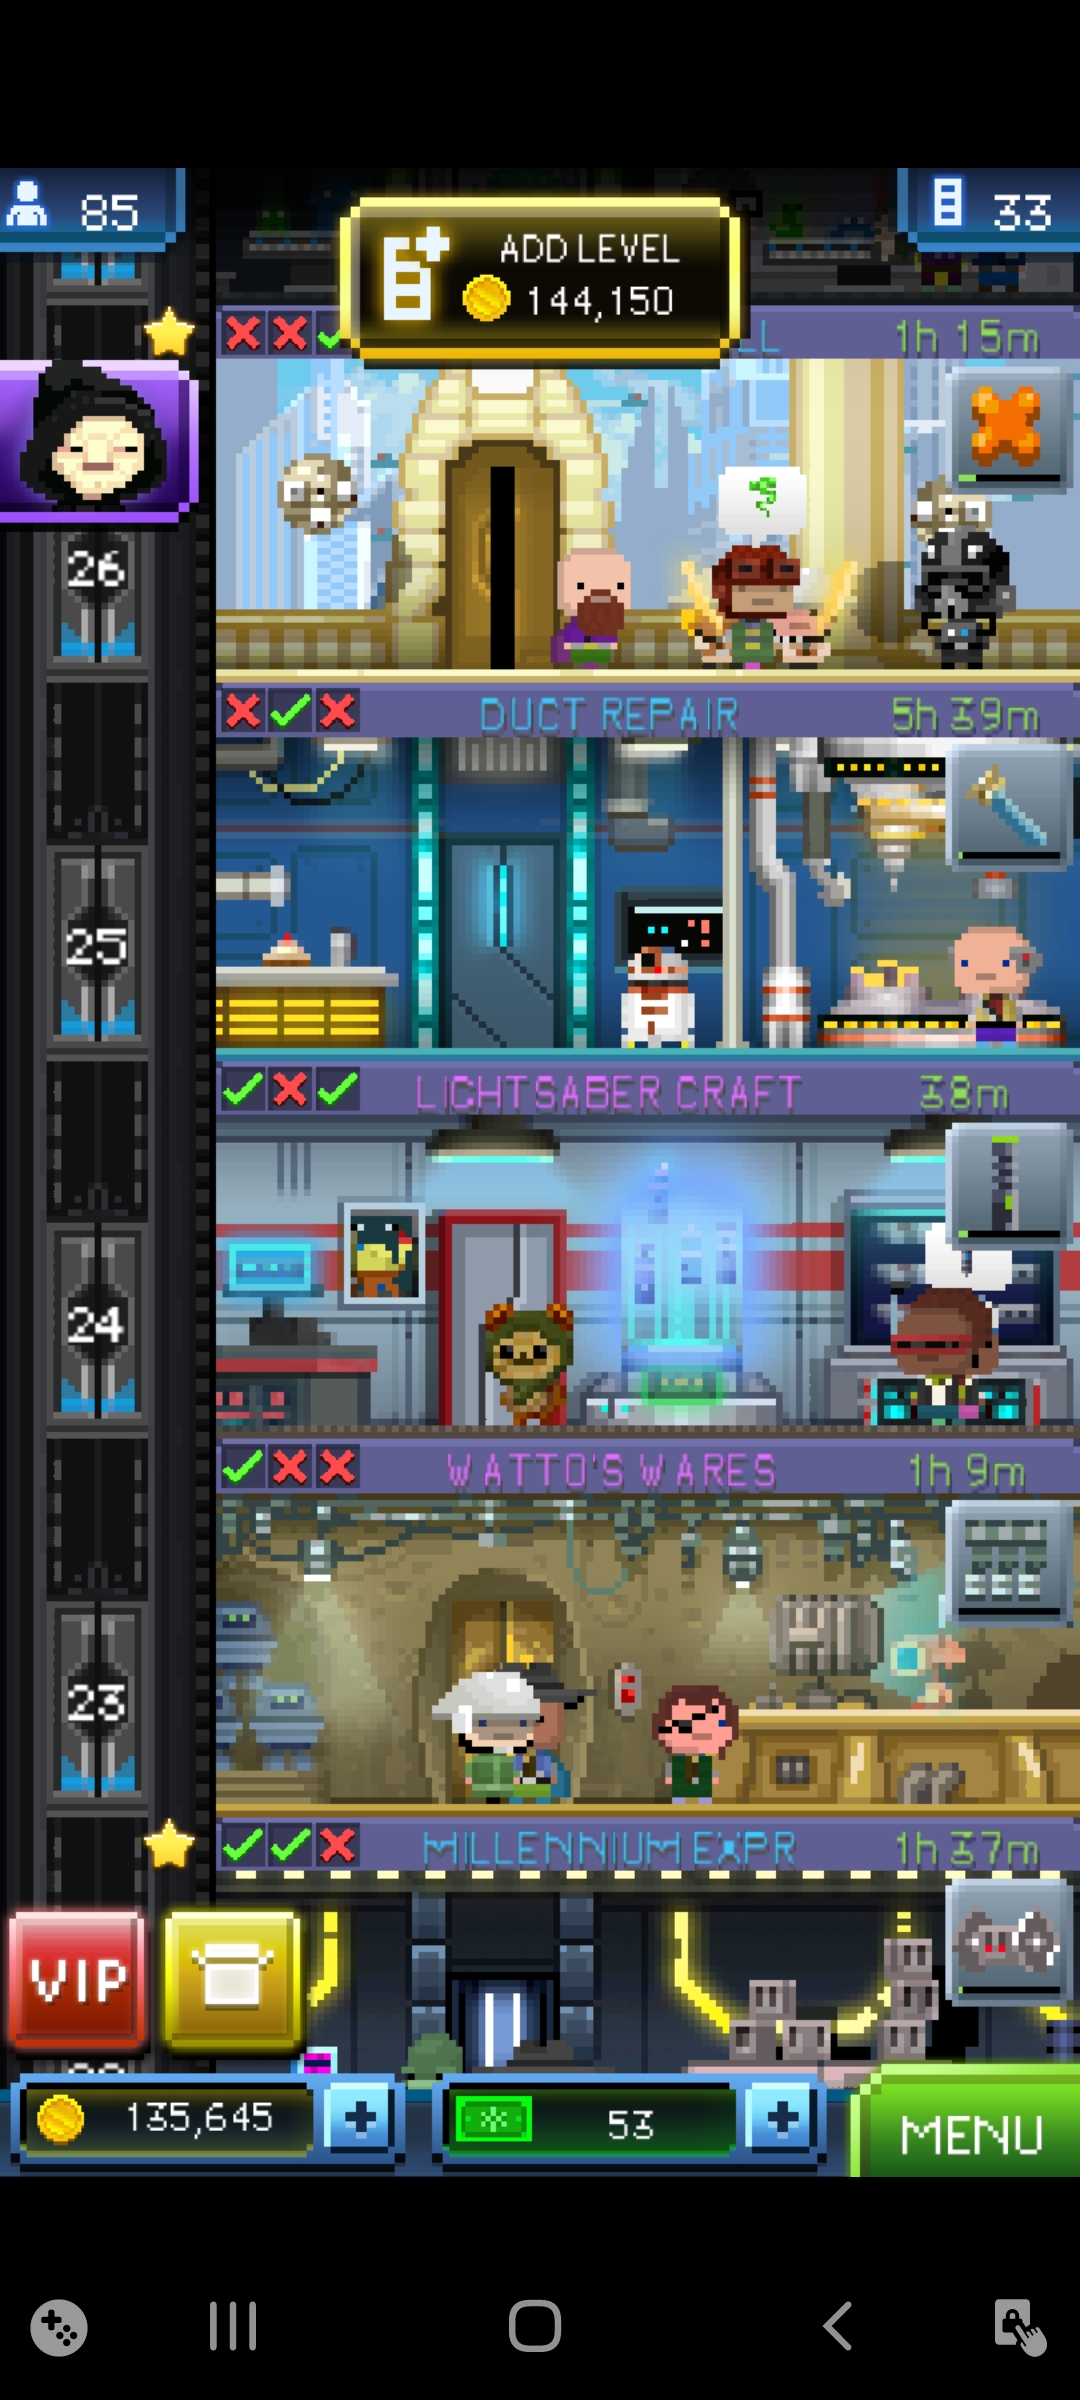 85
ADD LEVEL
144,150
33
LL
1h 15m
26
DUCT REPAIR
5h 39m
25
LIGHTSABER CRAFT
38m
24
WATTO'S WARES
1h 9m
23
MILLENNIUM EXPR
1h 37m
VIP
135,645
53
MENU